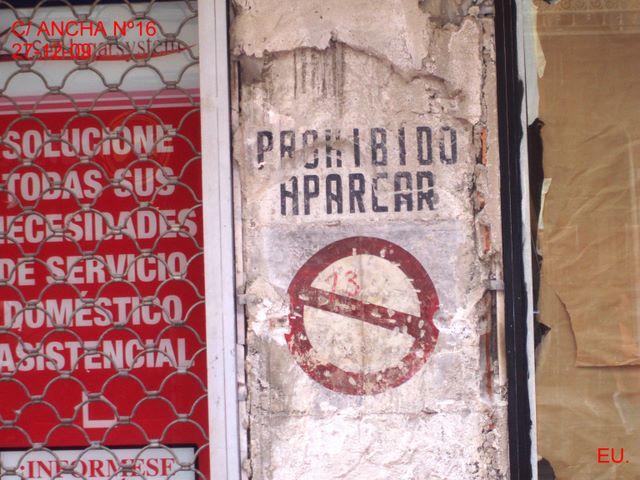 C/ ANCHA Nº16
27-12-09
SOLUCIONE
TODAS SUS
NECESIDADES
DE SERVICIO
DOMÉSTICO
ASISTENCIAL
¡INFORMESE
PROHIBIDO
APARCAR
13
EU.